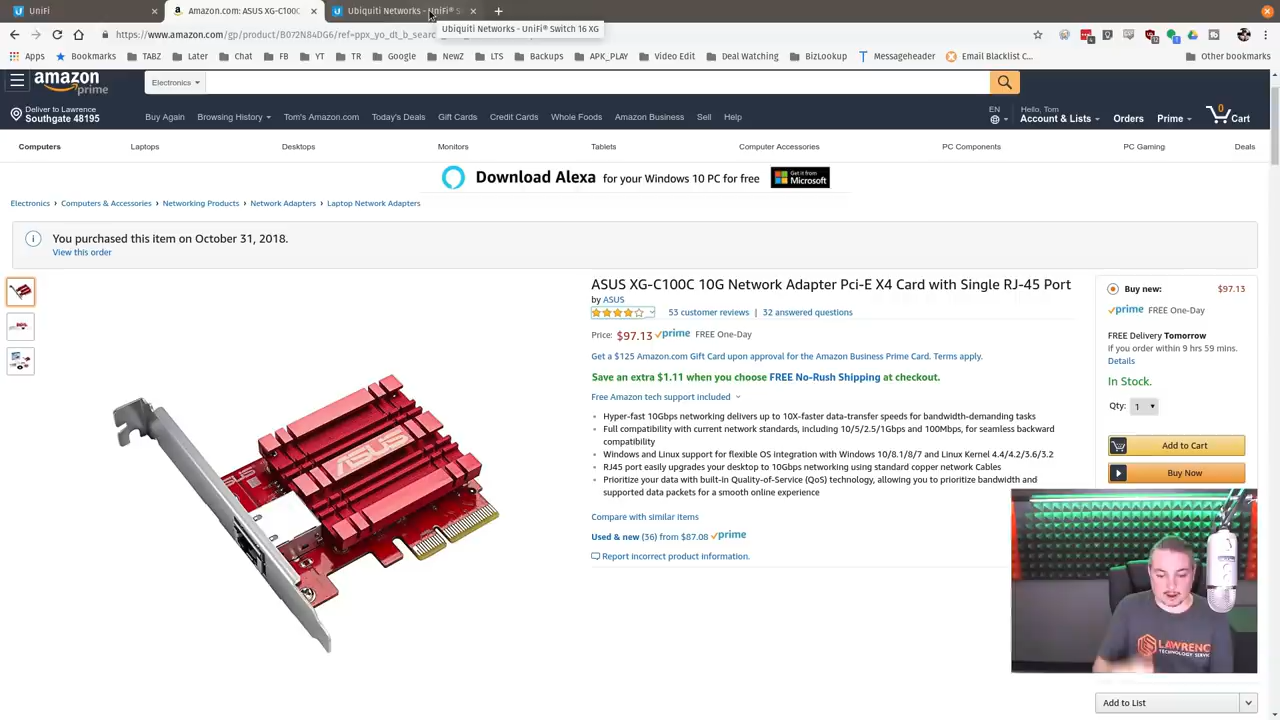 UniFi
Amazon.com: ASUS XG-C100C
Ubiquiti Networks - UniFi® S
Ubiquiti Networks - UniFi® Switch 16 XG
https://www.amazon.com/gp/product/B072N84DG6/ref=ppx_yo_dt_b_sear
Apps
Bookmarks
TABZ
Later
Chat
FB
YT
TR
Google
NewZ
LTS
Backups
APK_PLAY
Video Edit
Deal Watching
BizLookup
Messageheader
Email Blacklist C...
Other bookmarks
amazon
prime
Electronics
Deliver to Lawrence
Southgate 48195
Buy Again
Browsing History
Tom's Amazon.com
Today's Deals
Gift Cards
Credit Cards
Whole Foods
Amazon Business
Sell
Help
EN
Hello, Tom
Account & Lists
Orders
Prime
0
Cart
Computers
Laptops
Desktops
Monitors
Tablets
Computer Accessories
PC Components
PC Gaming
Deals
Download Alexa for your Windows 10 PC for free
Get it from
Microsoft
Electronics › Computers & Accessories › Networking Products › Network Adapters › Laptop Network Adapters
You purchased this item on October 31, 2018.
View this order
ASUS XG-C100C 10G Network Adapter Pci-E X4 Card with Single RJ-45 Port
by ASUS
53 customer reviews | 32 answered questions
Price: $97.13 prime FREE One-Day
Get a $125 Amazon.com Gift Card upon approval for the Amazon Business Prime Card. Terms apply.
Save an extra $1.11 when you choose FREE No-Rush Shipping at checkout.
Free Amazon tech support included
Hyper-fast 10Gbps networking delivers up to 10X-faster data-transfer speeds for bandwidth-demanding tasks
Full compatibility with current network standards, including 10/5/2.5/1Gbps and 100Mbps, for seamless backward
compatibility
Windows and Linux support for flexible OS integration with Windows 10/8.1/8/7 and Linux Kernel 4.4/4.2/3.6/3.2
RJ45 port easily upgrades your desktop to 10Gbps networking using standard copper network Cables
Prioritize your data with built-in Quality-of-Service (QoS) technology, allowing you to prioritize bandwidth and
supported data packets for a smooth online experience
Compare with similar items
Used & new (36) from $87.08 prime
Report incorrect product information.
Buy new: $97.13
prime FREE One-Day
FREE Delivery Tomorrow
If you order within 9 hrs 59 mins.
Details
In Stock.
Qty: 1
Add to Cart
Buy Now
Add to List
ASUS
ASUS
LAWRENC
TECHNOLOGY SERVIC